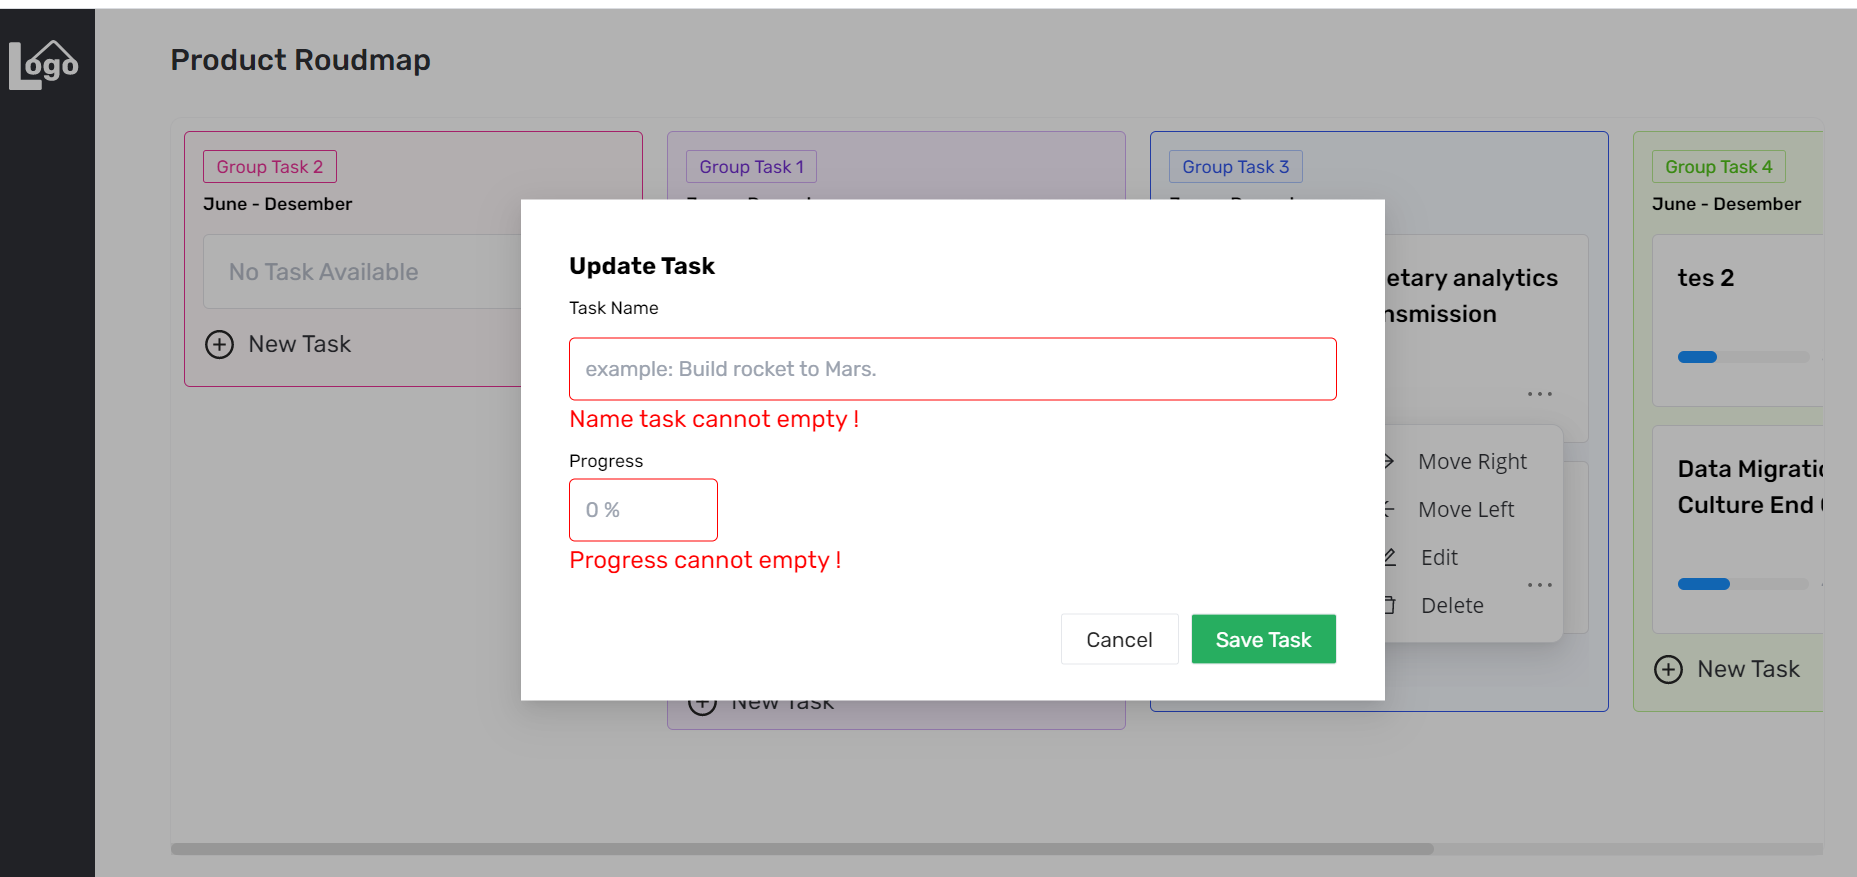 Logo
Product Roudmap
Group Task 2
June - Desember
No Task Available
New Task
Group Task 1
New Task
Group Task 3
etary analytics
nsmission
Move Right
Move Left
Edit
Delete
Group Task 4
June - Desember
tes 2
Data Migratio
Culture End
New Task
Update Task
Task Name
example: Build rocket to Mars.
Name task cannot empty !
Progress
0 %
Progress cannot empty !
Cancel
Save Task